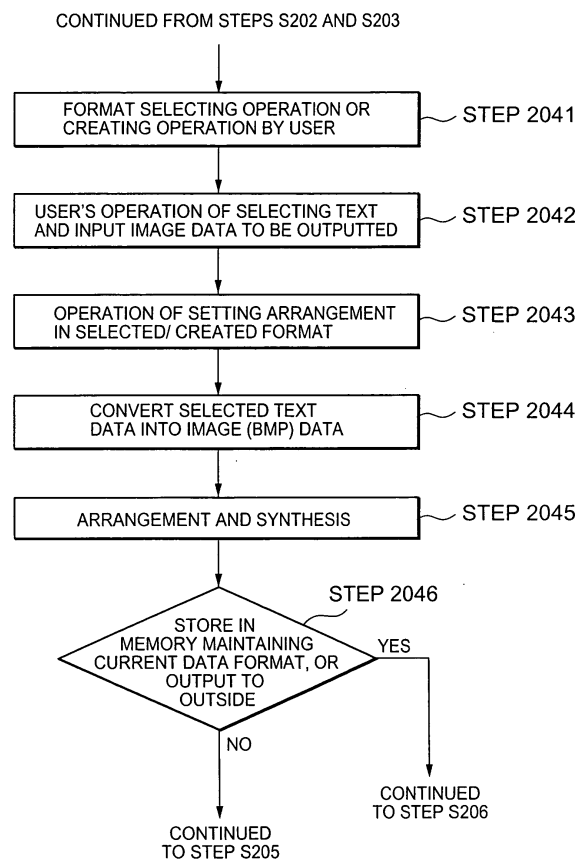 CONTINUED FROM STEPS S202 AND S203
FORMAT SELECTING OPERATION OR
CREATING OPERATION BY USER
STEP 2041
USER'S OPERATION OF SELECTING TEXT
AND INPUT IMAGE DATA TO BE OUTPUTTED
STEP 2042
OPERATION OF SETTING ARRANGEMENT
IN SELECTED/ CREATED FORMAT
STEP 2043
CONVERT SELECTED TEXT
DATA INTO IMAGE (BMP) DATA
STEP 2044
ARRANGEMENT AND SYNTHESIS
STEP 2045
STEP 2046
STORE IN
MEMORY MAINTAINING
CURRENT DATA FORMAT, OR
OUTPUT TO
OUTSIDE
YES
NO
CONTINUED
TO STEP S206
CONTINUED
TO STEP S205